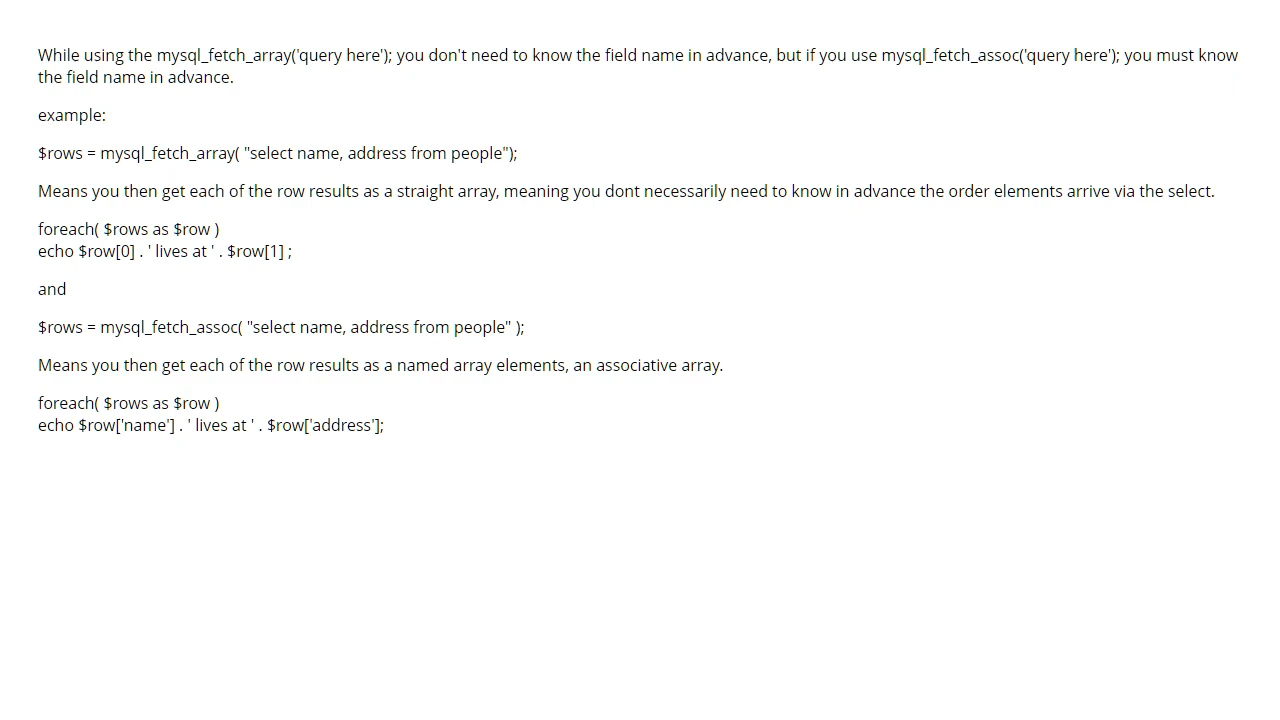 While using the mysql_fetch_array('query here'); you don't need to know the field name in advance, but if you use mysql_fetch_assoc('query here'); you must know
the field name in advance.
example:
$rows = mysql_fetch_array( "select name, address from people");
Means you then get each of the row results as a straight array, meaning you dont necessarily need to know in advance the order elements arrive via the select.
foreach( $rows as $row )
echo $row[0] . ' lives at ' . $row[1] ;
and
$rows = mysql_fetch_assoc( "select name, address from people" );
Means you then get each of the row results as a named array elements, an associative array.
foreach( $rows as $row )
echo $row['name'] . ' lives at ' . $row['address'];